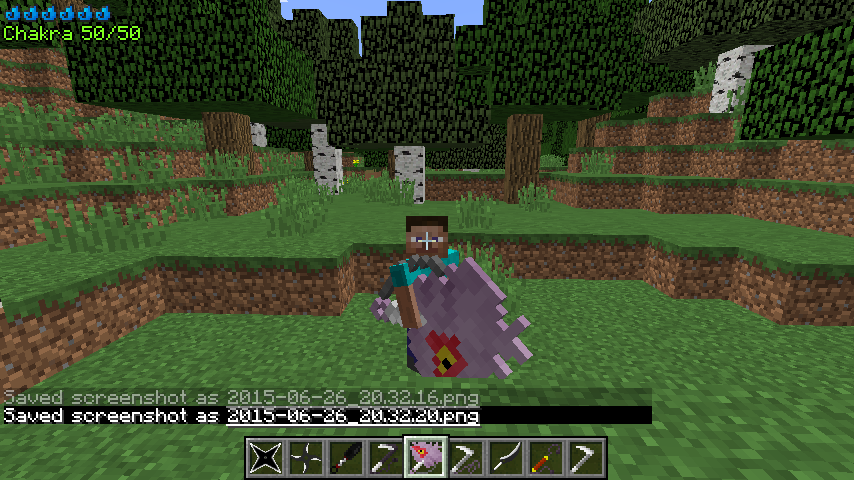 Chakra 50/50
Saved screenshot as 2015-06-26_20.32.16.png
Saved screenshot as 2015-06-26_20.32.20.png